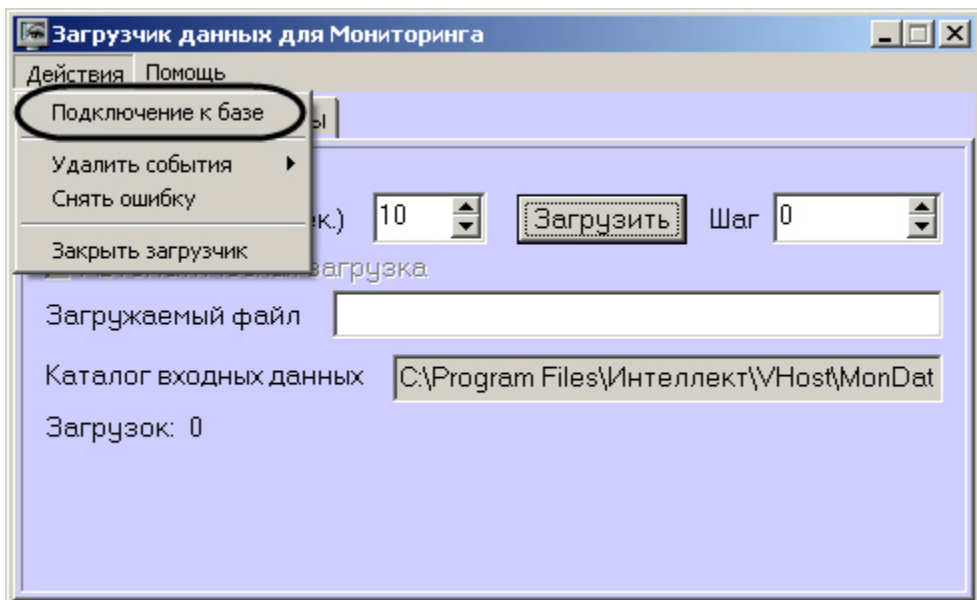 Загрузчик данных для Мониторинга
Действия Помощь
Подключение к базе
Удалить события
Снять ошибку
Закрыть загрузчик
10 Загрузить Шаг 0
загрузка
Загружаемый файл
Каталог входных данных C:\Program Files\Интеллект\VHost\MonDat
Загрузок: 0